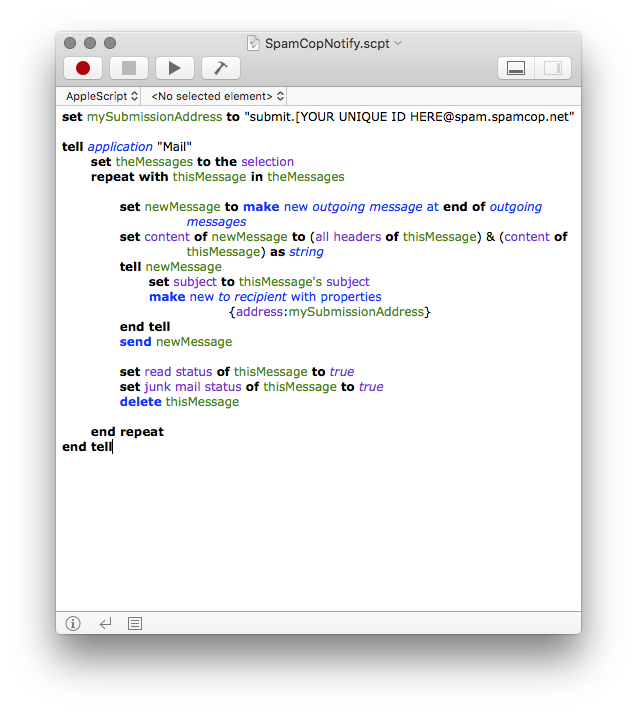 SpamCopNotify.scpt
AppleScript <No selected element>
set mySubmissionAddress to "submit.[YOUR UNIQUE ID HERE@spam.spamcop.net"
tell application "Mail"
set theMessages to the selection
repeat with thisMessage in theMessages
set newMessage to make new outgoing message at end of outgoing
messages
set content of newMessage to (all headers of thisMessage) & (content of
thisMessage) as string
tell newMessage
set subject to thisMessage's subject
make new to recipient with properties
{address:mySubmissionAddress}
end tell
send newMessage
set read status of thisMessage to true
set junk mail status of thisMessage to true
delete thisMessage
end repeat
end tell